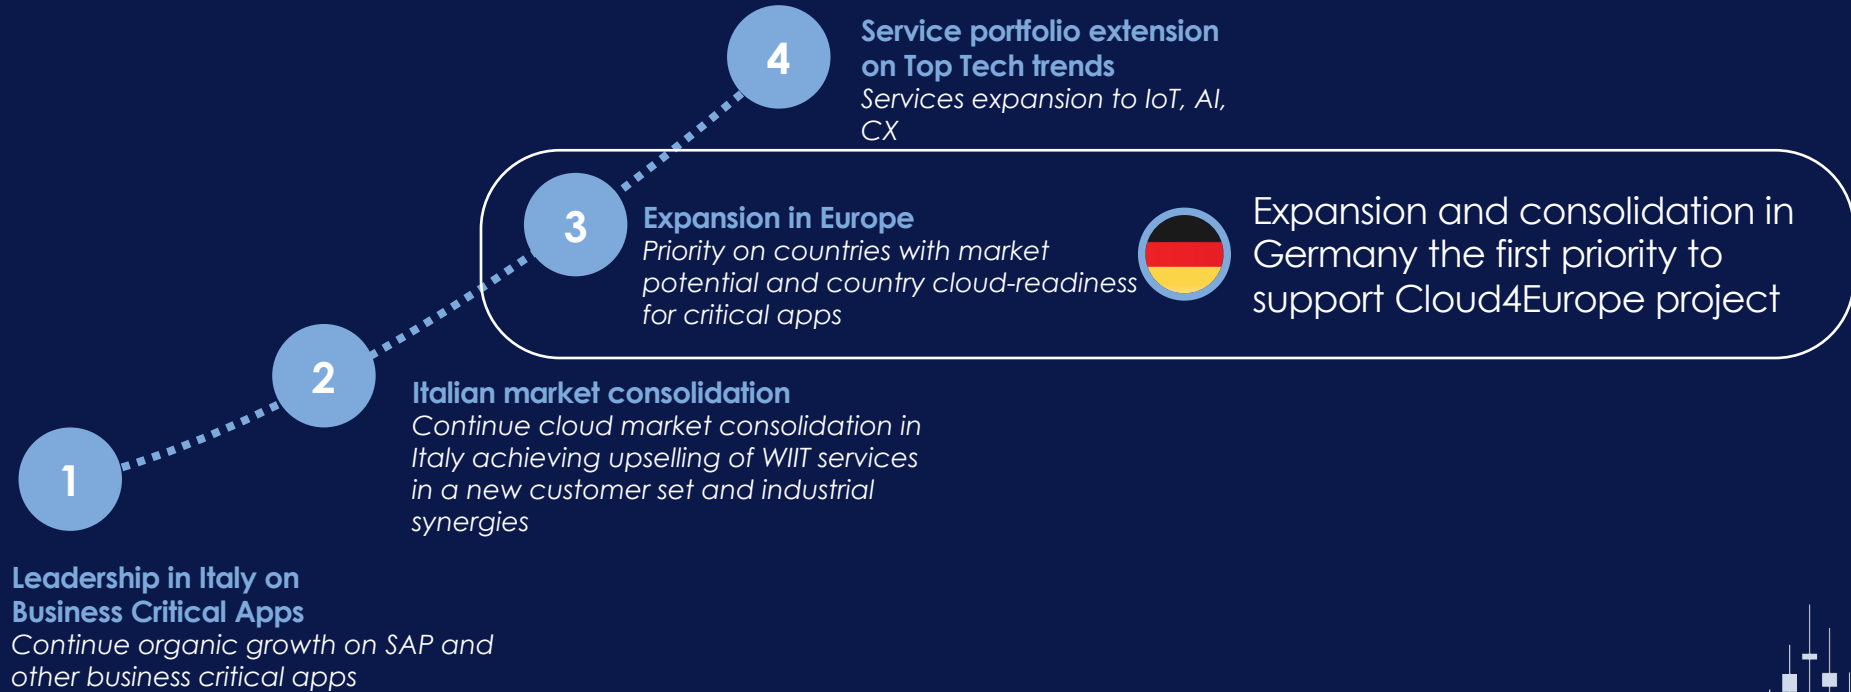 4
Service portfolio extension
on Top Tech trends
Services expansion to IoT, AI,
CX
3
Expansion in Europe
Priority on countries with market
potential and country cloud-readiness
for critical apps
Expansion and consolidation in
Germany the first priority to
support Cloud4Europe project
2
Italian market consolidation
Continue cloud market consolidation in
Italy achieving upselling of WIIT services
in a new customer set and industrial
synergies
1
Leadership in Italy on
Business Critical Apps
Continue organic growth on SAP and
other business critical apps